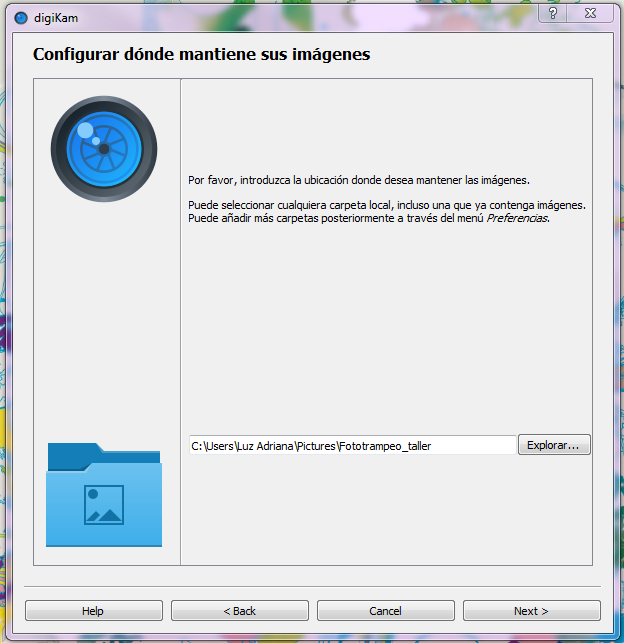 digiKam
Configurar dónde mantiene sus imágenes
Por favor, introduzca la ubicación donde desea mantener las imágenes.
Puede seleccionar cualquiera carpeta local, incluso una que ya contenga imágenes.
Puede añadir más carpetas posteriormente a través del menú Preferencias.
C:\Users\Luz Adriana\Pictures\Fototrampeo_taller
Explorar...
Help
< Back
Cancel
Next >